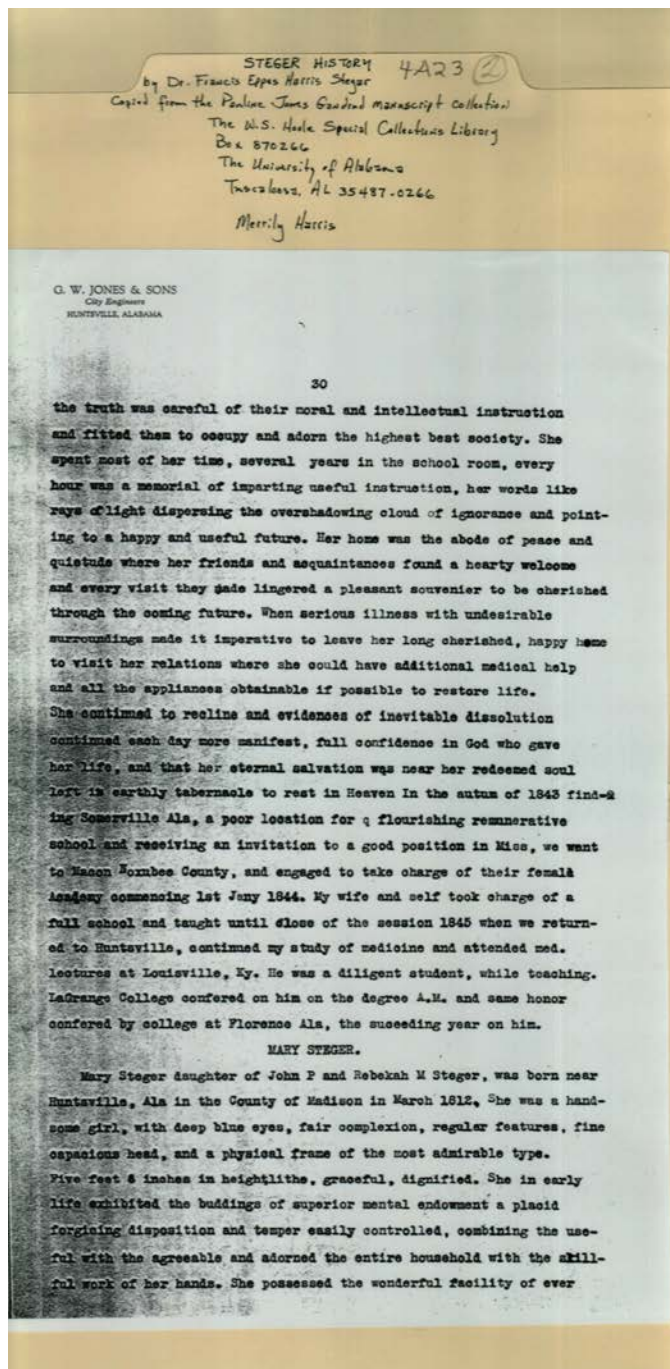 STEGER HISTORY 4A23 2
by Dr. Francis Eppes Harris Steger
Copied from the Pauline Jones Gandrud manuscript collection
The W.S. Hoole Special Collections Library
Box 870266
The University of Alabama
Tuscaloosa, AL 35487-0266
Merrily Harris
G. W. JONES & SONS
City Engineers
HUNTSVILLE, ALABAMA
30
the truth was careful of their moral and intellectual instruction
and fitted them to occupy and adorn the highest best society. She
spent most of her time, several years in the school room, every
hour was a memorial of imparting useful instruction, her words like
rays of light dispersing the overshadowing cloud of ignorance and point-
ing to a happy and useful future. Her home was the abode of peace and
quietude where her friends and acquaintances found a hearty welcome
and every visit they made lingered a pleasant souvenier to be cherished
through the coming future. When serious illness with undesirable
surroundings made it imperative to leave her long cherished, happy home
to visit her relations where she could have additional medical help
and all the appliances obtainable if possible to restore life.
She continued to recline and evidences of inevitable dissolution
continued each day more manifest, full confidence in God who gave
her life, and that her eternal salvation was near her redeemed soul
left is earthly tabernacle to rest in Heaven In the autum of 1843 find-
ing Somerville Ala, a poor location for q flourishing remunerative
school and receiving an invitation to a good position in Miss, we want
to Macon Noxubee County, and engaged to take charge of their female
Academy commencing 1st Jany 1844. My wife and self took charge of a
full school and taught until close of the session 1845 when we return-
ed to Huntsville, continued my study of medicine and attended med.
lectures at Louisville, Ky. He was a diligent student, while teaching.
LaGrange College confered on him on the degree A.M. and same honor
confered by college at Florence Ala, the suceeding year on him.
MARY STEGER.
Mary Steger daughter of John P and Rebekah M Steger, was born near
Huntsville, Ala in the County of Madison in March 1812. She was a hand-
some girl, with deep blue eyes, fair complexion, regular features, fine
capacious head, and a physical frame of the most admirable type.
Five feet inches in heightlithe, graceful, dignified. She in early
life exhibited the buddings of superior mental endowment a placid
forgiving disposition and temper easily controlled, combining the use-
ful with the agreeable and adorned the entire household with the skill-
ful work of her hands. She possessed the wonderful facility of ever